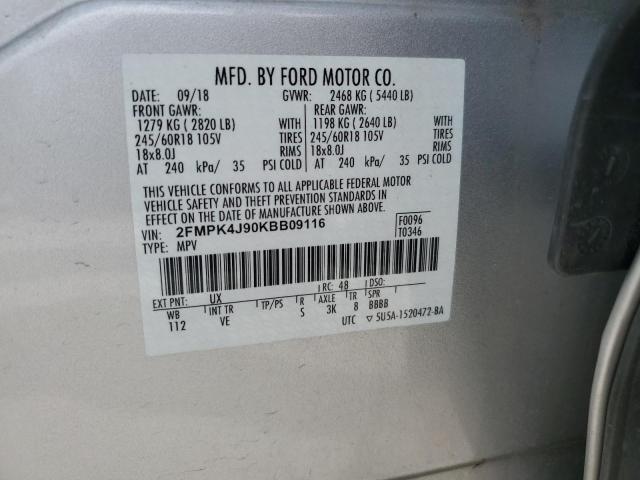 MFD. BY FORD MOTOR CO.
DATE: 09/18 GVWR: 2468 KG ( 5440 LB)
FRONT GAWR: REAR GAWR:
1279 KG ( 2820 LB) WITH 1198 KG ( 2640 LB) WITH
245/60R18 105V TIRES 245/60R18 105V TIRES
18x8.0J RIMS 18x8.0J RIMS
AT 240 kPa/ 35 PSI COLD AT 240 kPa/ 35 PSI COLD
THIS VEHICLE CONFORMS TO ALL APPLICABLE FEDERAL MOTOR
VEHICLE SAFETY AND THEFT PREVENTION STANDARDS IN
EFFECT ON THE DATE OF MANUFACTURE SHOWN ABOVE.
VIN: 2FMPK4J90KBB09116 F0096
TYPE: MPV T0346
EXT PNT: UX RC: 48 DSO:
WB INT TR TP/PS R AXLE TR SPR
112 VE S 3K 8 BBBB
UTC ▽ 5U5A-1520472-BA